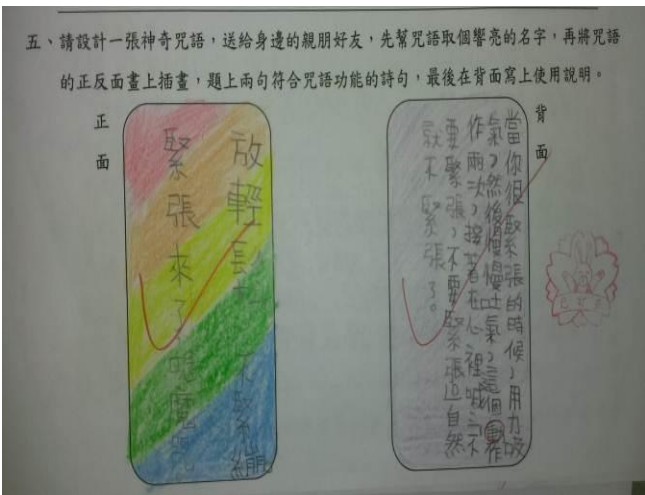 五、請設計一張神奇咒語,送給身邊的親朋好友,先幫咒語取個響亮的名字,再將咒語
的正反面畫上插畫,題上兩句符合咒語功能的詩句,最後在背面寫上使用說明。
正面
放輕 不緊繃
緊張來了 魔
背面
當你很緊張的時候,用力吸
氣,然後慢慢吐氣,這個動作
作兩次,接著在心裡喊:不
要緊張,不要緊張 自然
就不緊張了。